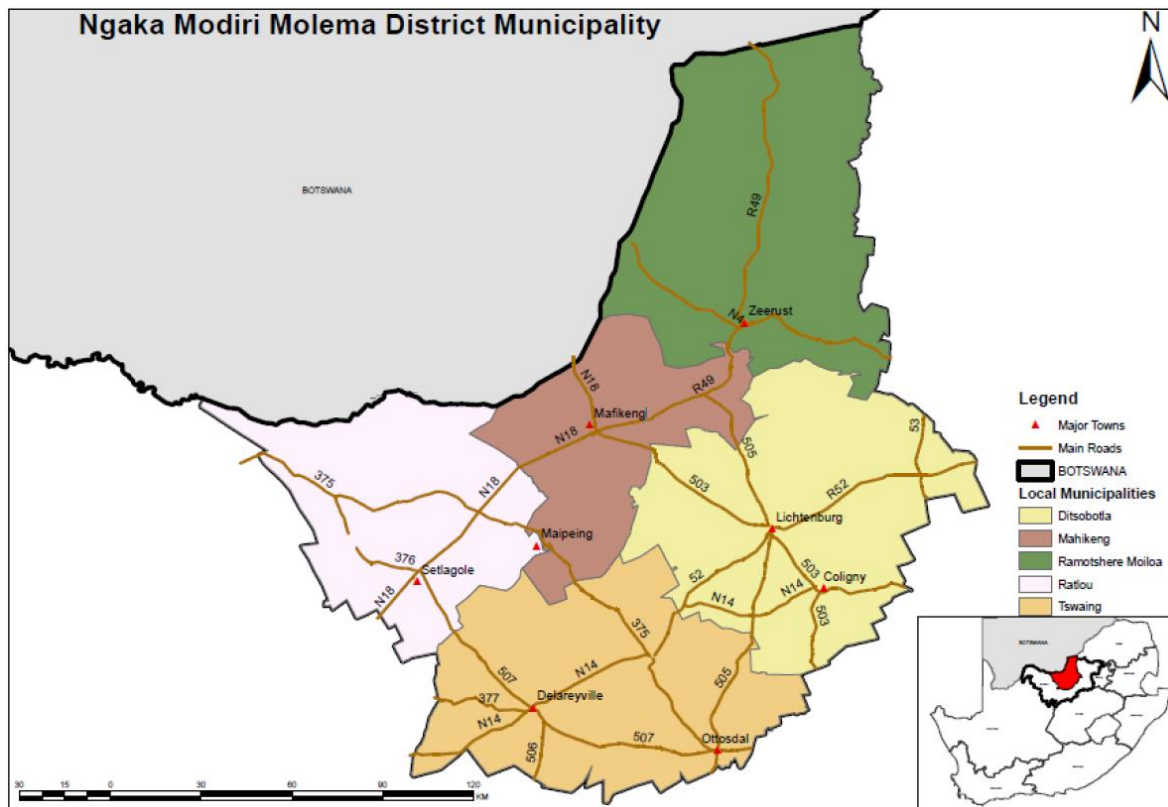 Ngaka Modiri Molema District Municipality
N
BOTSWANA
R49
Zeerust
N4
N18
R49
Mafikeng
N18
505
53
375
N18
503
R52
Lichtenburg
Maipeing
376
Setlagole
52
503
Coligny
N18
N14
N14
503
375
507
N14
505
377
Delareyville
N14
507
Ottosdal
506
Legend
Major Towns
Main Roads
BOTSWANA
Local Municipalities
Ditsobotla
Mahikeng
Ramotshere Moiloa
Ratlou
Tswaing
BOTSWANA
30 15 0 30 60 90 120
KM